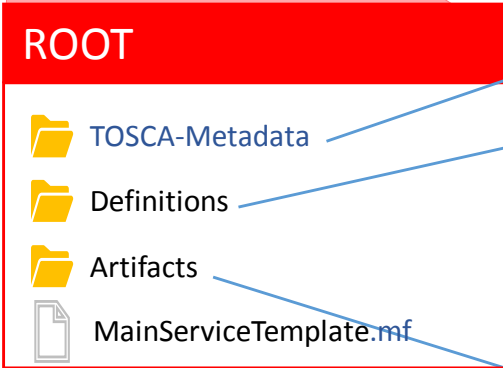 ROOT
TOSCA-Metadata
Definitions
Artifacts
MainServiceTemplate.mf